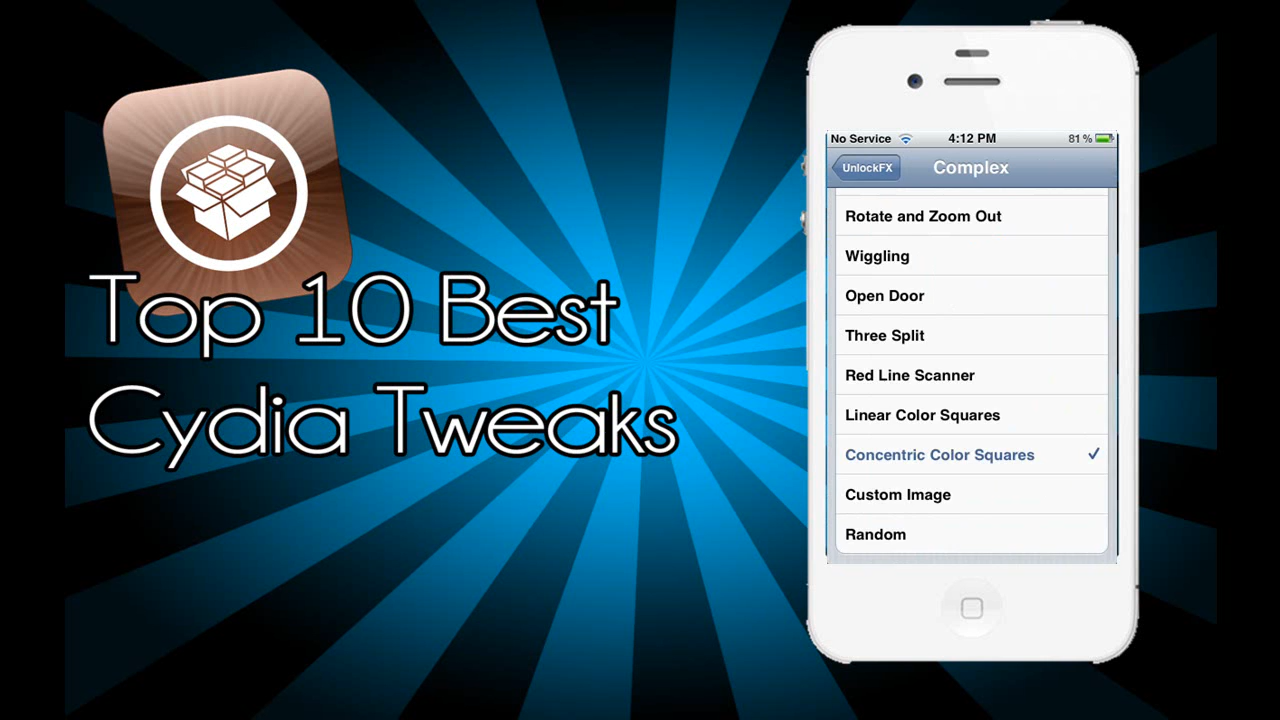 Top 10 Best
Cydia Tweaks
No Service 4:12 PM 81 %
UnlockFX Complex
Rotate and Zoom Out
Wiggling
Open Door
Three Split
Red Line Scanner
Linear Color Squares
Concentric Color Squares
Custom Image
Random